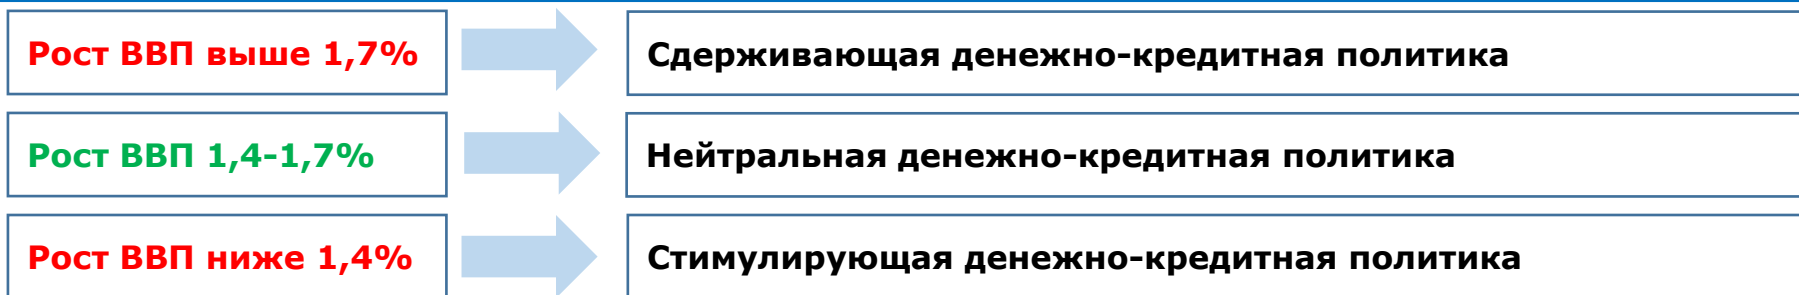 Рост ВВП выше 1,7%
Сдерживающая денежно-кредитная политика
Рост ВВП 1,4-1,7%
Нейтральная денежно-кредитная политика
Рост ВВП ниже 1,4%
Стимулирующая денежно-кредитная политика